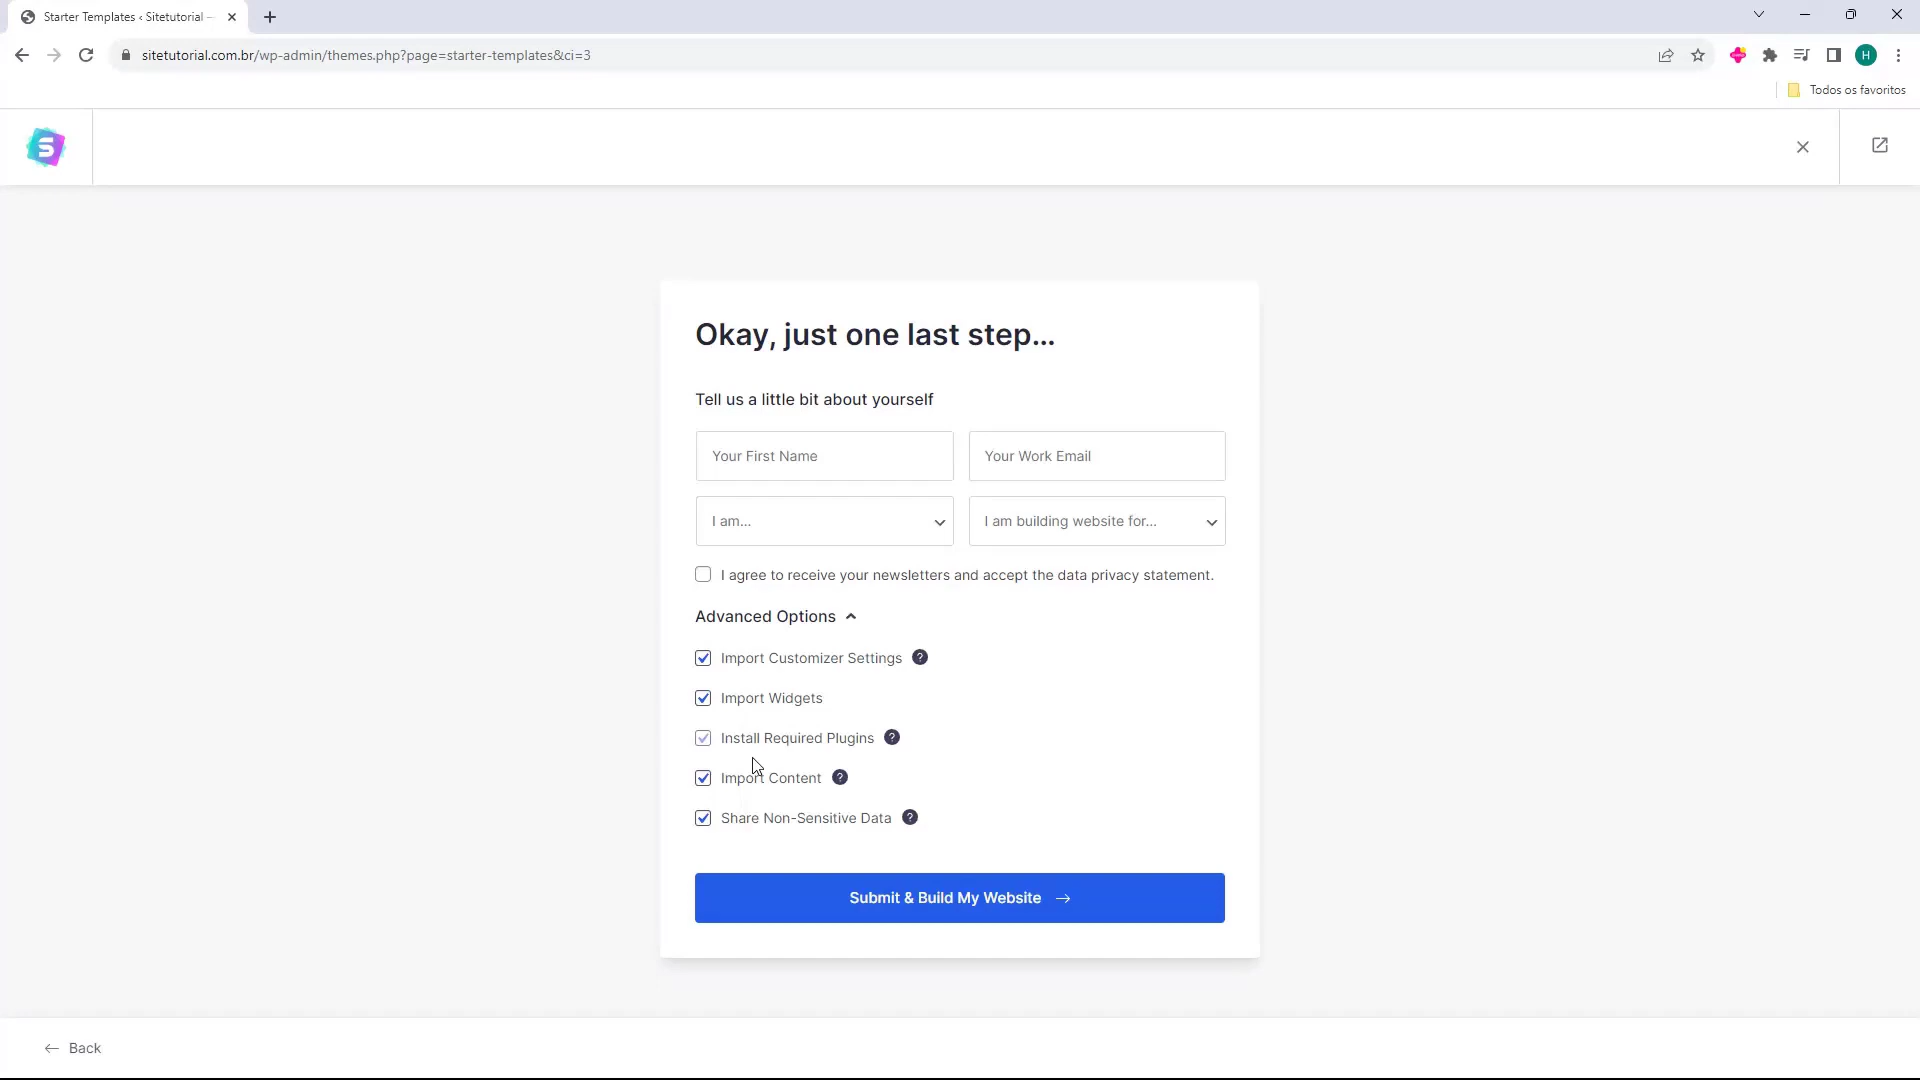 Starter Templates ‹ Sitetutorial –
sitetutorial.com.br/wp-admin/themes.php?page=starter-templates&ci=3
H
Todos os favoritos
S
Okay, just one last step...
Tell us a little bit about yourself
Your First Name
Your Work Email
I am...
I am building website for...
I agree to receive your newsletters and accept the data privacy statement.
Advanced Options
Import Customizer Settings ?
Import Widgets
Install Required Plugins ?
Import Content ?
Share Non-Sensitive Data ?
Submit & Build My Website →
← Back